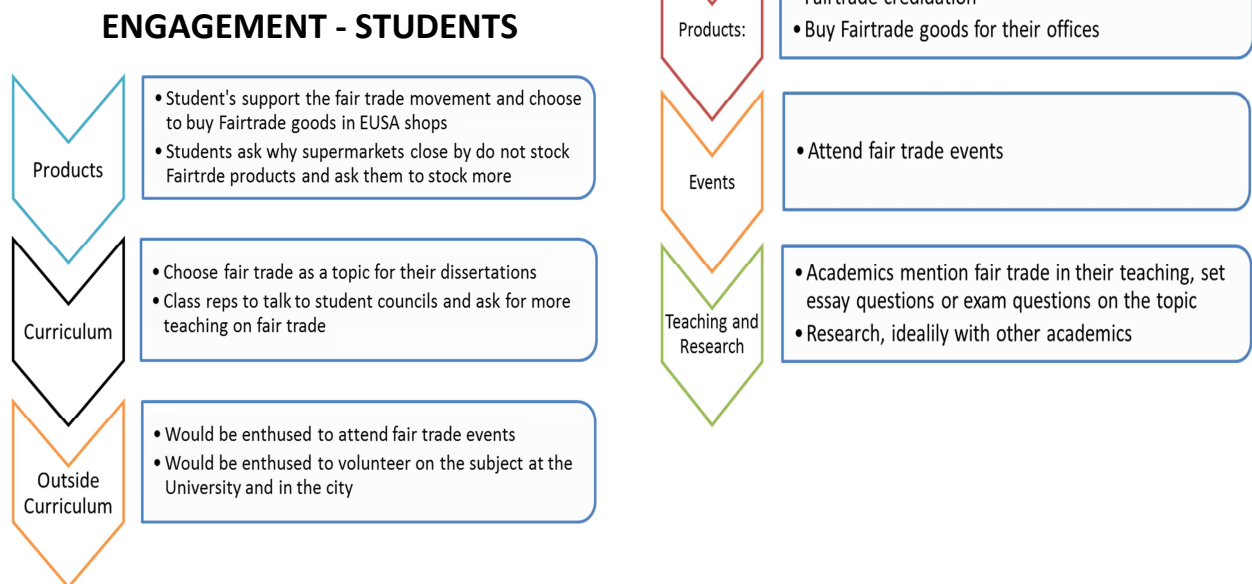 ENGAGEMENT - STUDENTS
Products
• Student's support the fair trade movement and choose
to buy Fairtrade goods in EUSA shops
• Students ask why supermarkets close by do not stock
Fairtrde products and ask them to stock more
Curriculum
• Choose fair trade as a topic for their dissertations
• Class reps to talk to student councils and ask for more
teaching on fair trade
Outside
Curriculum
• Would be enthused to attend fair trade events
• Would be enthused to volunteer on the subject at the
University and in the city
Products:
Fairtrade credidation
• Buy Fairtrade goods for their offices
Events
• Attend fair trade events
Teaching and
Research
• Academics mention fair trade in their teaching, set
essay questions or exam questions on the topic
• Research, idealily with other academics